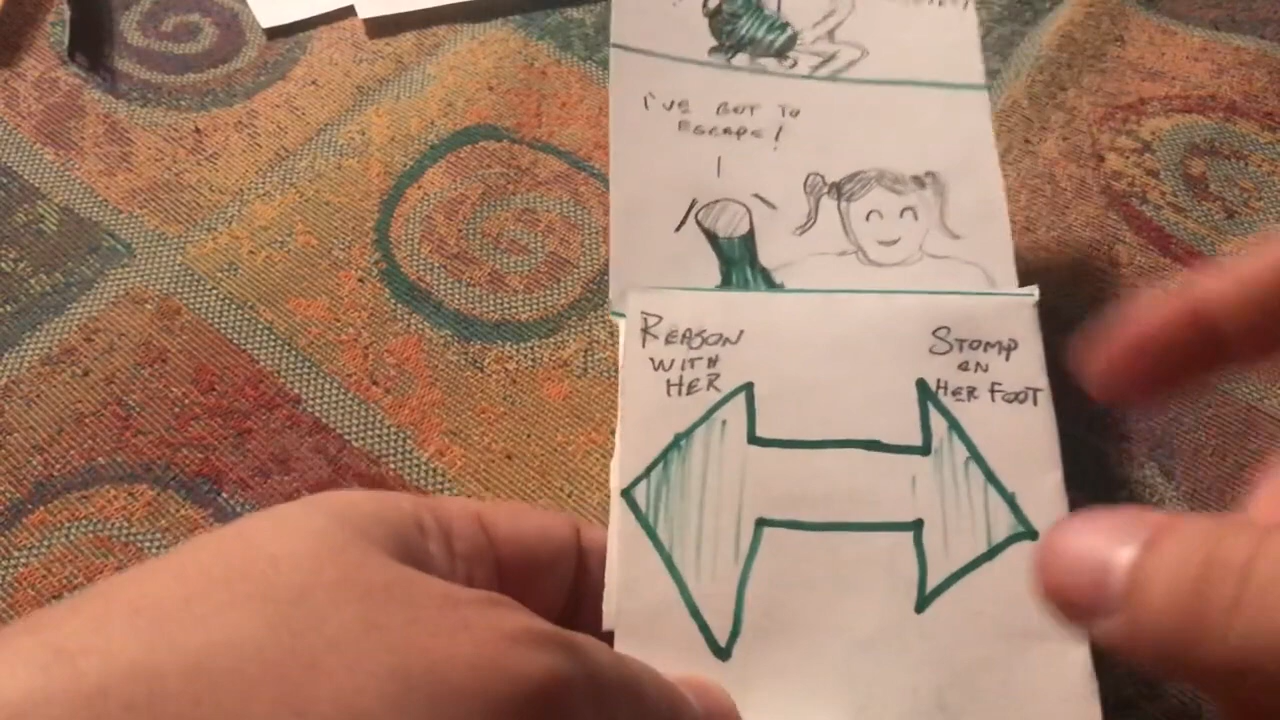 I'VE GOT TO
ESCAPE!
REASON
WITH
HER
STOMP
ON
HER FOOT